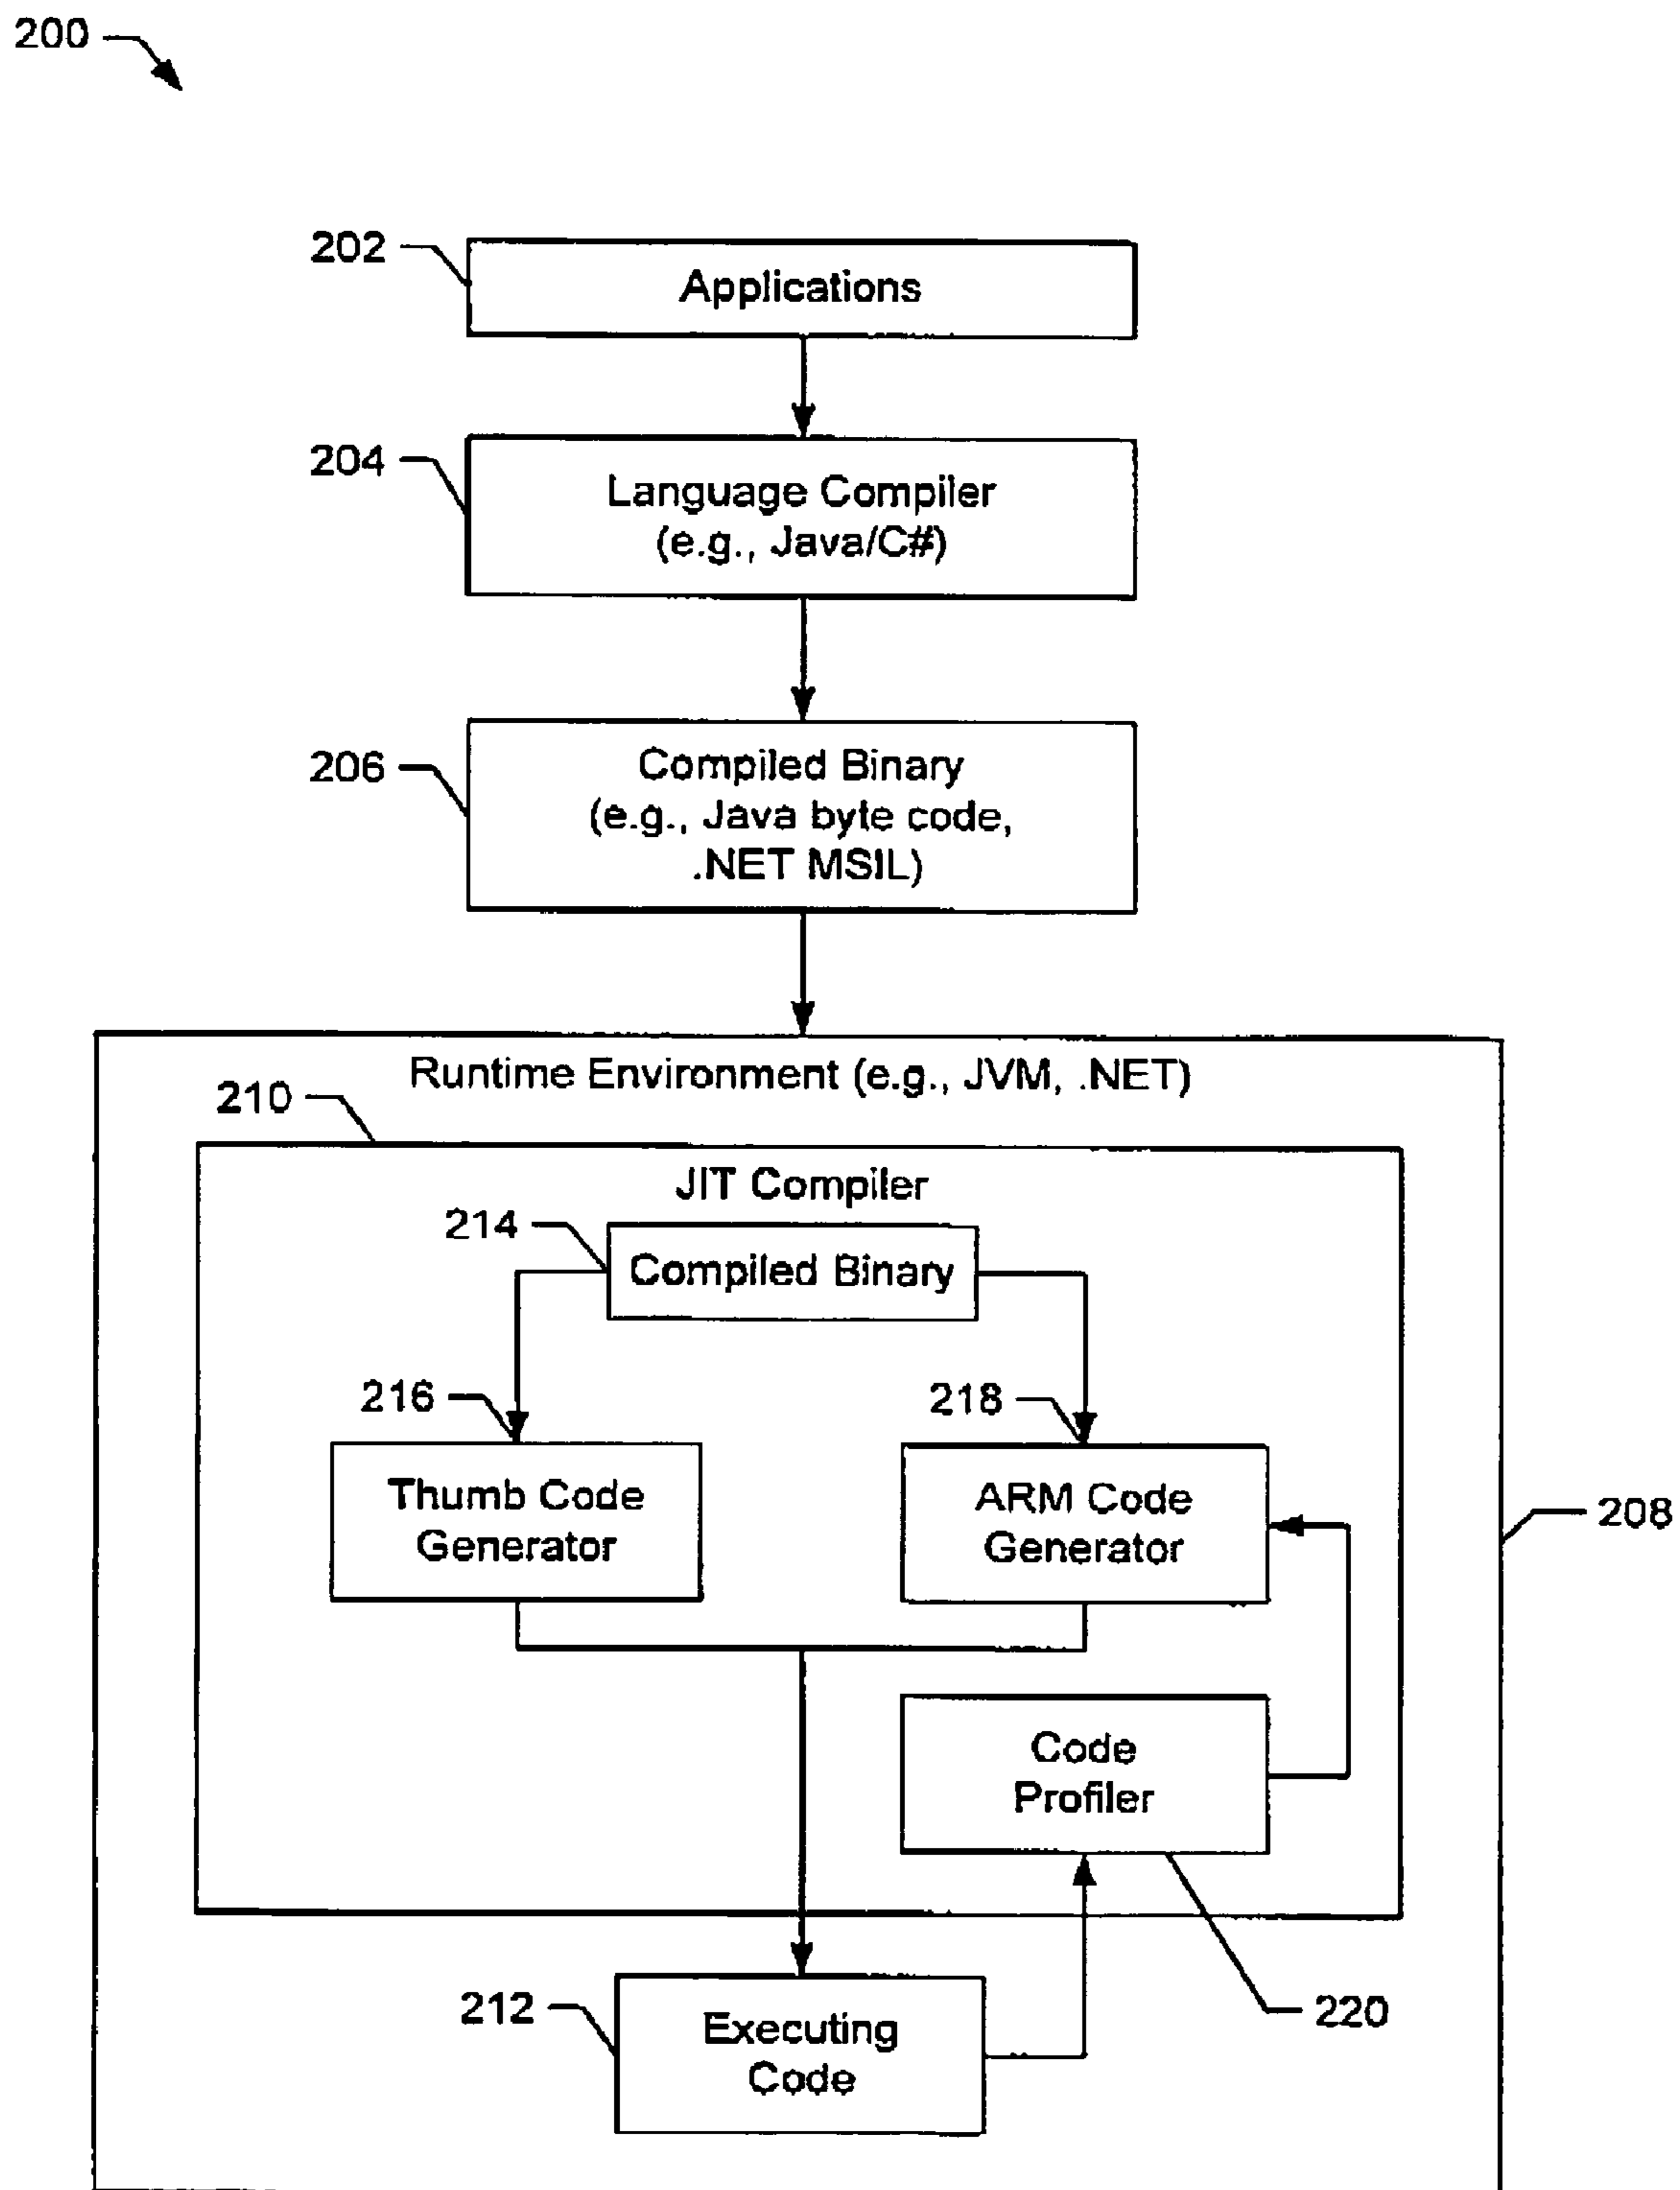 200
202
Applications
204
Language Compiler
(e.g., Java/C#)
206
Compiled Binary
(e.g., Java byte code,
.NET MSIL)
Runtime Environment (e.g., JVM, .NET)
210
JIT Compiler
214
Compiled Binary
216
218
Thumb Code
Generator
ARM Code
Generator
208
Code
Profiler
212
Executing
Code
220